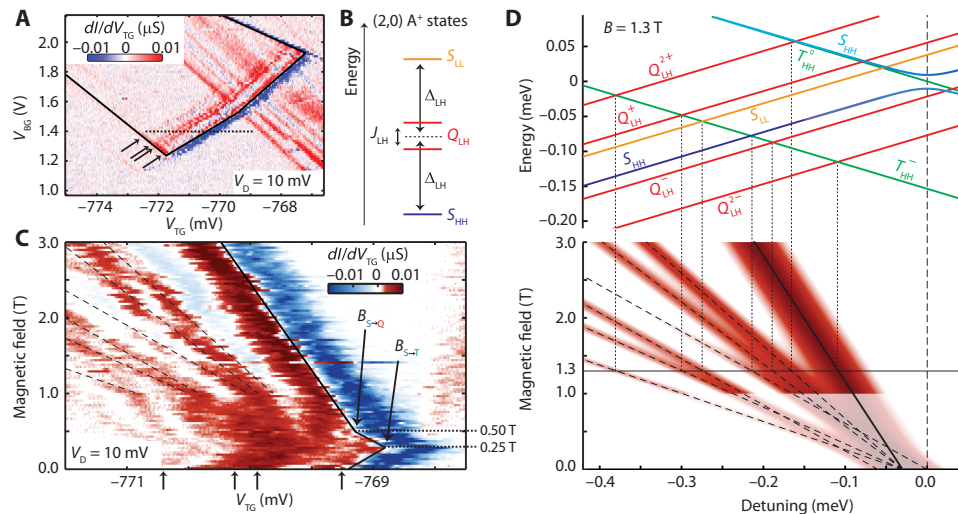 A
dI/dV_TG (μS)
−0.01 0 0.01
2.0
1.8
1.6
1.4
1.2
1.0
V_BG (V)
V_D = 10 mV
−774 −772 −770 −768
V_TG (mV)
B
(2,0) A⁺ states
Energy
S_LL
Δ_LH
J_LH
Q_LH
Δ_LH
S_HH
C
dI/dV_TG (μS)
−0.01 0 0.01
3.0
2.0
1.0
0.0
Magnetic field (T)
B_S→Q
B_S→T
0.50 T
0.25 T
V_D = 10 mV
−771 −769
V_TG (mV)
D
B = 1.3 T
0.05
0
−0.05
−0.10
−0.15
−0.20
Energy (meV)
S_HH
T_HH^0
Q_LH^2+
Q_LH^+
S_LL
S_HH
Q_LH^−
Q_LH^2−
T_HH^−
3.0
2.0
1.3
1.0
0.0
Magnetic field (T)
−0.4 −0.3 −0.2 −0.1 0.0
Detuning (meV)